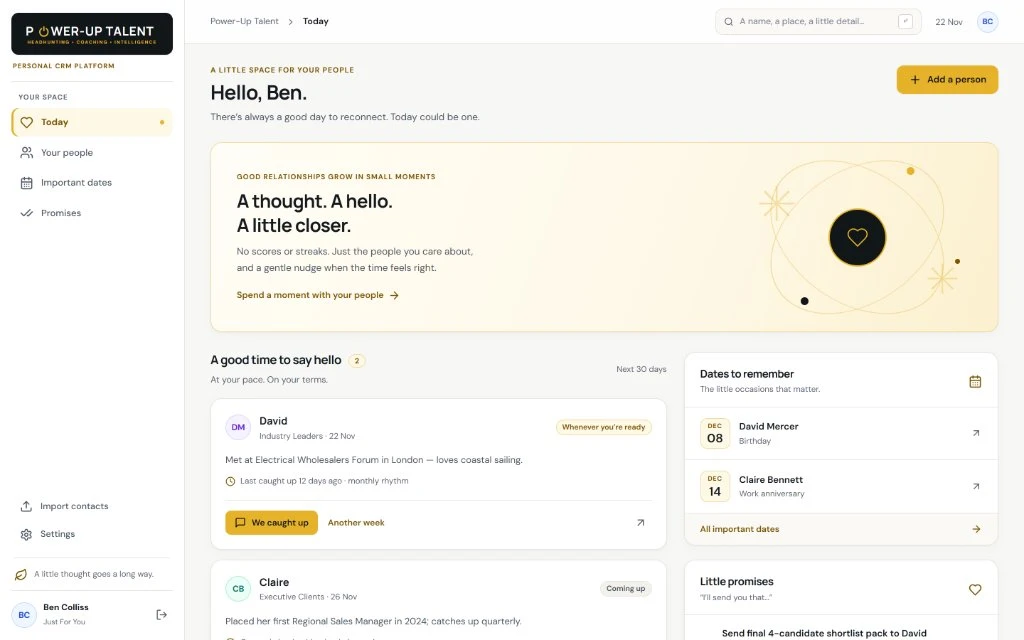 POWER-UP TALENT
HEADHUNTING • COACHING • INTELLIGENCE
PERSONAL CRM PLATFORM
YOUR SPACE
Today
Your people
Important dates
Promises
Import contacts
Settings
A little thought goes a long way.
BC
Ben Colliss
Just For You
Power-Up Talent > Today
A name, a place, a little detail...
22 Nov
BC
A LITTLE SPACE FOR YOUR PEOPLE
Hello, Ben.
There's always a good day to reconnect. Today could be one.
+ Add a person
GOOD RELATIONSHIPS GROW IN SMALL MOMENTS
A thought. A hello.
A little closer.
No scores or streaks. Just the people you care about,
and a gentle nudge when the time feels right.
Spend a moment with your people →
A good time to say hello 2
At your pace. On your terms.
Next 30 days
DM
David
Industry Leaders · 22 Nov
Whenever you're ready
Met at Electrical Wholesalers Forum in London — loves coastal sailing.
Last caught up 12 days ago · monthly rhythm
We caught up
Another week
CB
Claire
Executive Clients · 26 Nov
Coming up
Placed her first Regional Sales Manager in 2024; catches up quarterly.
Dates to remember
The little occasions that matter.
DEC
08
David Mercer
Birthday
DEC
14
Claire Bennett
Work anniversary
All important dates →
Little promises
"I'll send you that..."
Send final 4-candidate shortlist pack to David